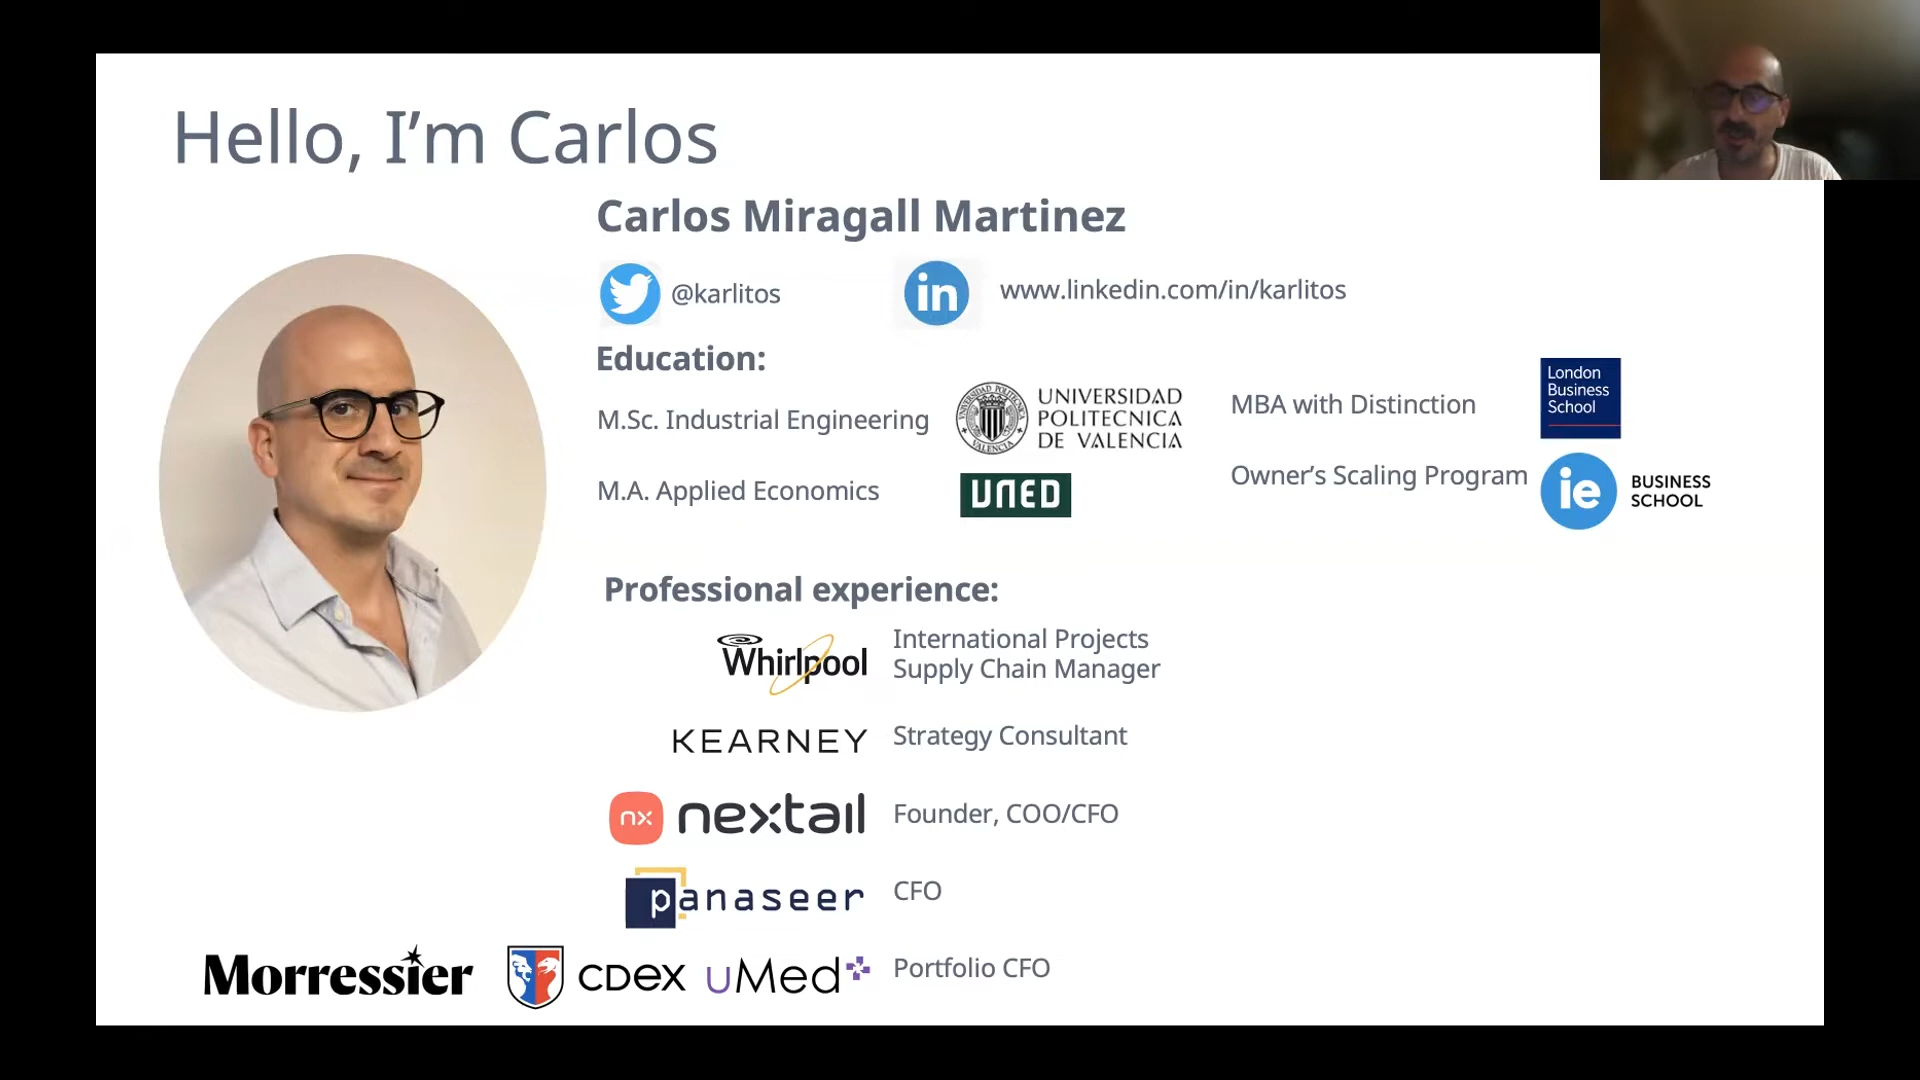 Hello, I’m Carlos
Carlos Miragall Martinez
@karlitos
in
www.linkedin.com/in/karlitos
Education:
M.Sc. Industrial Engineering
UNIVERSIDAD
POLITECNICA
DE VALENCIA
MBA with Distinction
London
Business
School
M.A. Applied Economics
UNED
Owner’s Scaling Program
ie
BUSINESS
SCHOOL
Professional experience:
Whirlpool
International Projects
Supply Chain Manager
KEARNEY
Strategy Consultant
nx nextail
Founder, COO/CFO
panaseer
CFO
Morressier
CDEX
uMed
Portfolio CFO